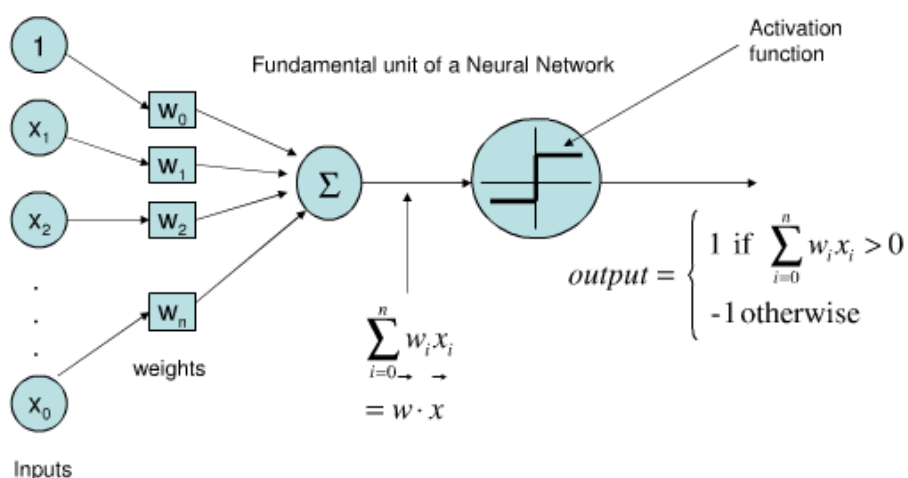 Activation
function
Fundamental unit of a Neural Network
1
x₁
x₂
.
.
.
x₀
Inputs
w₀
w₁
w₂
wₙ
weights
Σ
n
∑ wᵢxᵢ
i=0
= w⃗ · x⃗
output = { 1 if ∑ᵢ₌₀ⁿ wᵢxᵢ > 0
-1 otherwise